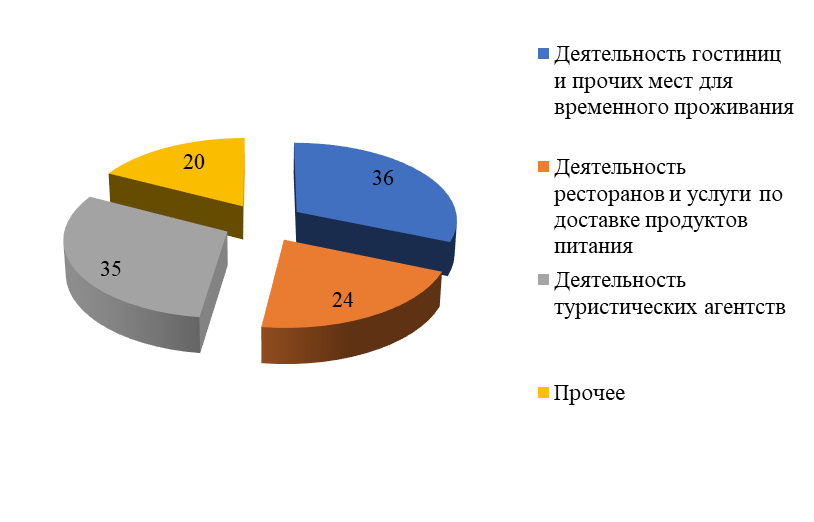 20
36
35
24
Деятельность гостиниц
и прочих мест для
временного проживания
Деятельность
ресторанов и услуги по
доставке продуктов
питания
Деятельность
туристических агентств
Прочее